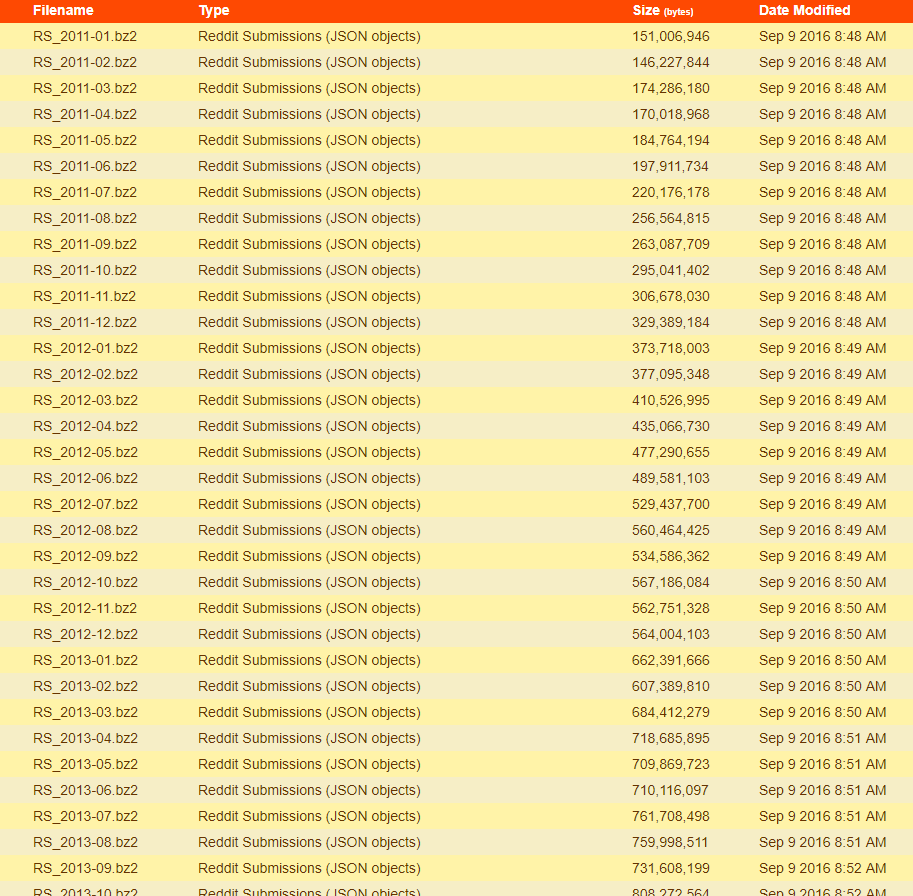 Filename Type Size (bytes) Date Modified
RS_2011-01.bz2 Reddit Submissions (JSON objects) 151,006,946 Sep 9 2016 8:48 AM
RS_2011-02.bz2 Reddit Submissions (JSON objects) 146,227,844 Sep 9 2016 8:48 AM
RS_2011-03.bz2 Reddit Submissions (JSON objects) 174,286,180 Sep 9 2016 8:48 AM
RS_2011-04.bz2 Reddit Submissions (JSON objects) 170,018,968 Sep 9 2016 8:48 AM
RS_2011-05.bz2 Reddit Submissions (JSON objects) 184,764,194 Sep 9 2016 8:48 AM
RS_2011-06.bz2 Reddit Submissions (JSON objects) 197,911,734 Sep 9 2016 8:48 AM
RS_2011-07.bz2 Reddit Submissions (JSON objects) 220,176,178 Sep 9 2016 8:48 AM
RS_2011-08.bz2 Reddit Submissions (JSON objects) 256,564,815 Sep 9 2016 8:48 AM
RS_2011-09.bz2 Reddit Submissions (JSON objects) 263,087,709 Sep 9 2016 8:48 AM
RS_2011-10.bz2 Reddit Submissions (JSON objects) 295,041,402 Sep 9 2016 8:48 AM
RS_2011-11.bz2 Reddit Submissions (JSON objects) 306,678,030 Sep 9 2016 8:48 AM
RS_2011-12.bz2 Reddit Submissions (JSON objects) 329,389,184 Sep 9 2016 8:48 AM
RS_2012-01.bz2 Reddit Submissions (JSON objects) 373,718,003 Sep 9 2016 8:49 AM
RS_2012-02.bz2 Reddit Submissions (JSON objects) 377,095,348 Sep 9 2016 8:49 AM
RS_2012-03.bz2 Reddit Submissions (JSON objects) 410,526,995 Sep 9 2016 8:49 AM
RS_2012-04.bz2 Reddit Submissions (JSON objects) 435,066,730 Sep 9 2016 8:49 AM
RS_2012-05.bz2 Reddit Submissions (JSON objects) 477,290,655 Sep 9 2016 8:49 AM
RS_2012-06.bz2 Reddit Submissions (JSON objects) 489,581,103 Sep 9 2016 8:49 AM
RS_2012-07.bz2 Reddit Submissions (JSON objects) 529,437,700 Sep 9 2016 8:49 AM
RS_2012-08.bz2 Reddit Submissions (JSON objects) 560,464,425 Sep 9 2016 8:49 AM
RS_2012-09.bz2 Reddit Submissions (JSON objects) 534,586,362 Sep 9 2016 8:49 AM
RS_2012-10.bz2 Reddit Submissions (JSON objects) 567,186,084 Sep 9 2016 8:50 AM
RS_2012-11.bz2 Reddit Submissions (JSON objects) 562,751,328 Sep 9 2016 8:50 AM
RS_2012-12.bz2 Reddit Submissions (JSON objects) 564,004,103 Sep 9 2016 8:50 AM
RS_2013-01.bz2 Reddit Submissions (JSON objects) 662,391,666 Sep 9 2016 8:50 AM
RS_2013-02.bz2 Reddit Submissions (JSON objects) 607,389,810 Sep 9 2016 8:50 AM
RS_2013-03.bz2 Reddit Submissions (JSON objects) 684,412,279 Sep 9 2016 8:50 AM
RS_2013-04.bz2 Reddit Submissions (JSON objects) 718,685,895 Sep 9 2016 8:51 AM
RS_2013-05.bz2 Reddit Submissions (JSON objects) 709,869,723 Sep 9 2016 8:51 AM
RS_2013-06.bz2 Reddit Submissions (JSON objects) 710,116,097 Sep 9 2016 8:51 AM
RS_2013-07.bz2 Reddit Submissions (JSON objects) 761,708,498 Sep 9 2016 8:51 AM
RS_2013-08.bz2 Reddit Submissions (JSON objects) 759,998,511 Sep 9 2016 8:51 AM
RS_2013-09.bz2 Reddit Submissions (JSON objects) 731,608,199 Sep 9 2016 8:52 AM
RS_2013-10.bz2 Reddit Submissions (JSON objects) 808,272,564 Sep 9 2016 8:52 AM